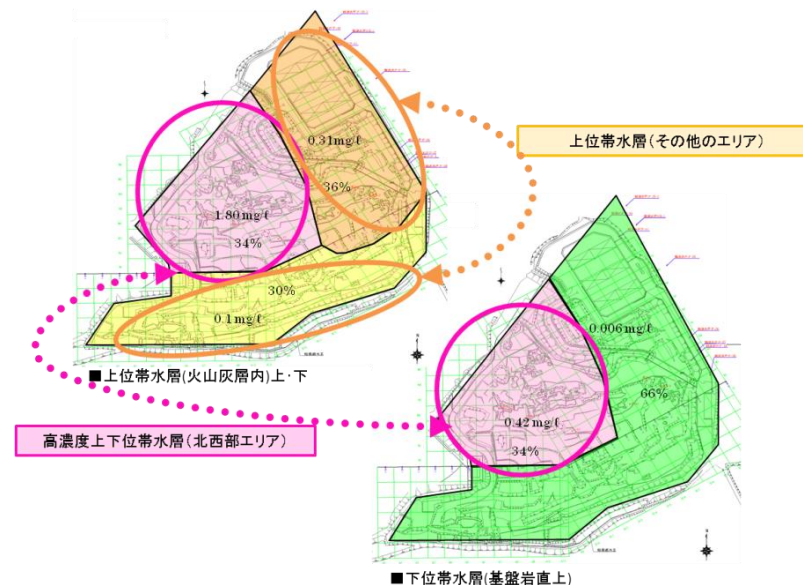 0.31mg/ℓ
36%
上位帯水層(その他のエリア)
1.80mg/ℓ
34%
30%
0.1mg/ℓ
■上位帯水層(火山灰層内)上・下
0.006mg/ℓ
66%
0.42mg/ℓ
34%
高濃度上下位帯水層(北西部エリア)
■下位帯水層(基盤岩直上)